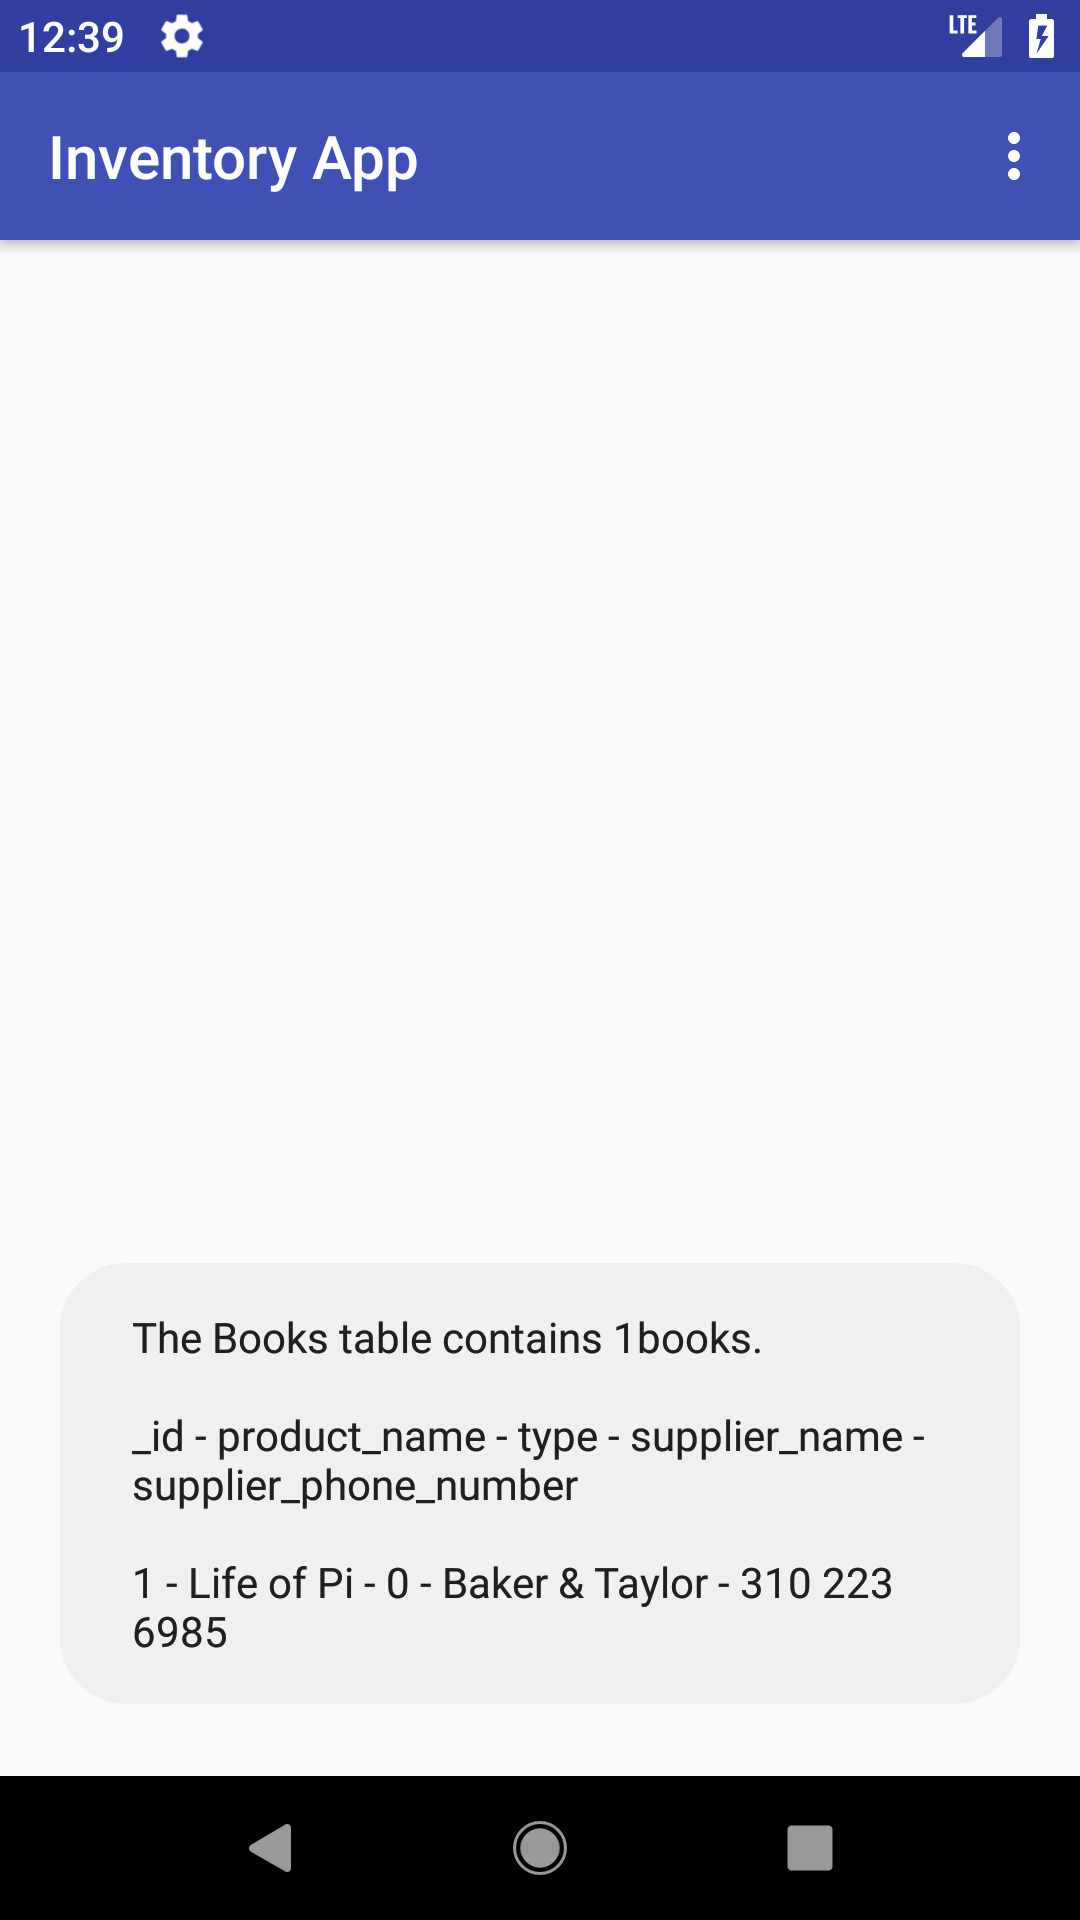 12:39
LTE
Inventory App
The Books table contains 1books.
_id - product_name - type - supplier_name -
supplier_phone_number
1 - Life of Pi - 0 - Baker & Taylor - 310 223
6985